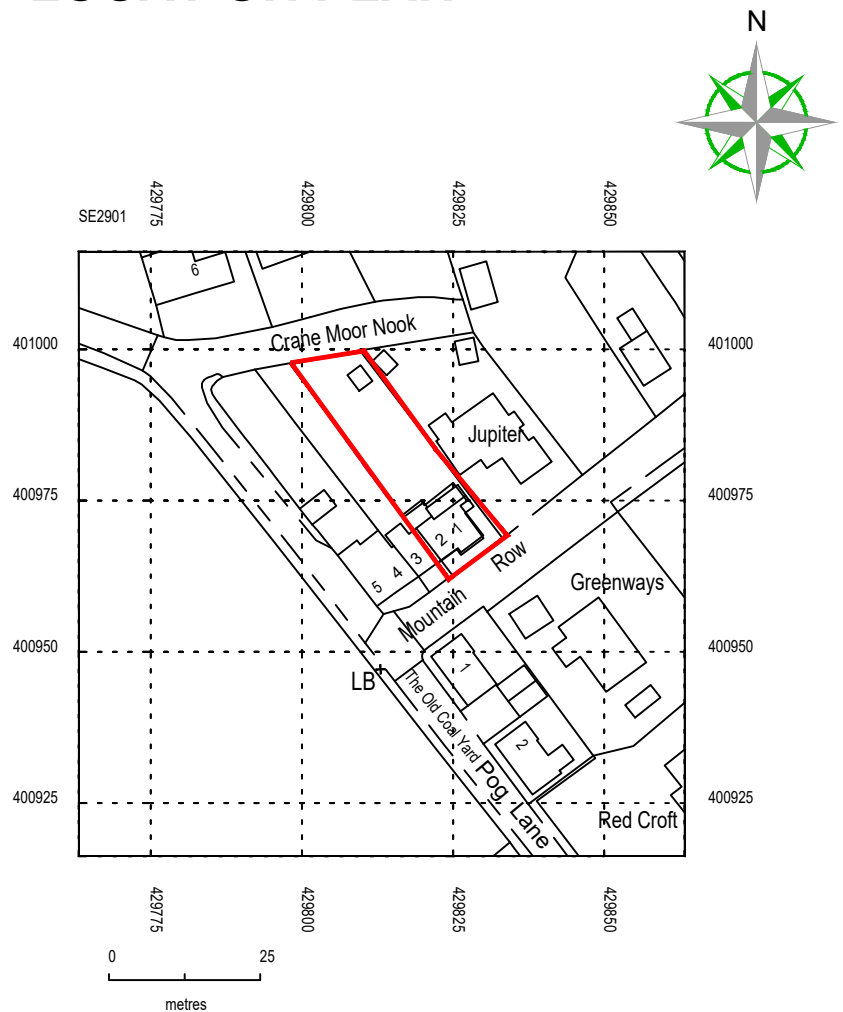 N
429775
429800
429825
429850
SE2901
6
401000
Crane Moor Nook
401000
Jupiter
400975
400975
2 1
3
4
5
Row
Mountain
Greenways
400950
400950
1
LB
The Old Coal Yard
2
Pog Lane
400925
400925
Red Croft
429775
429800
429825
429850
0
25
metres